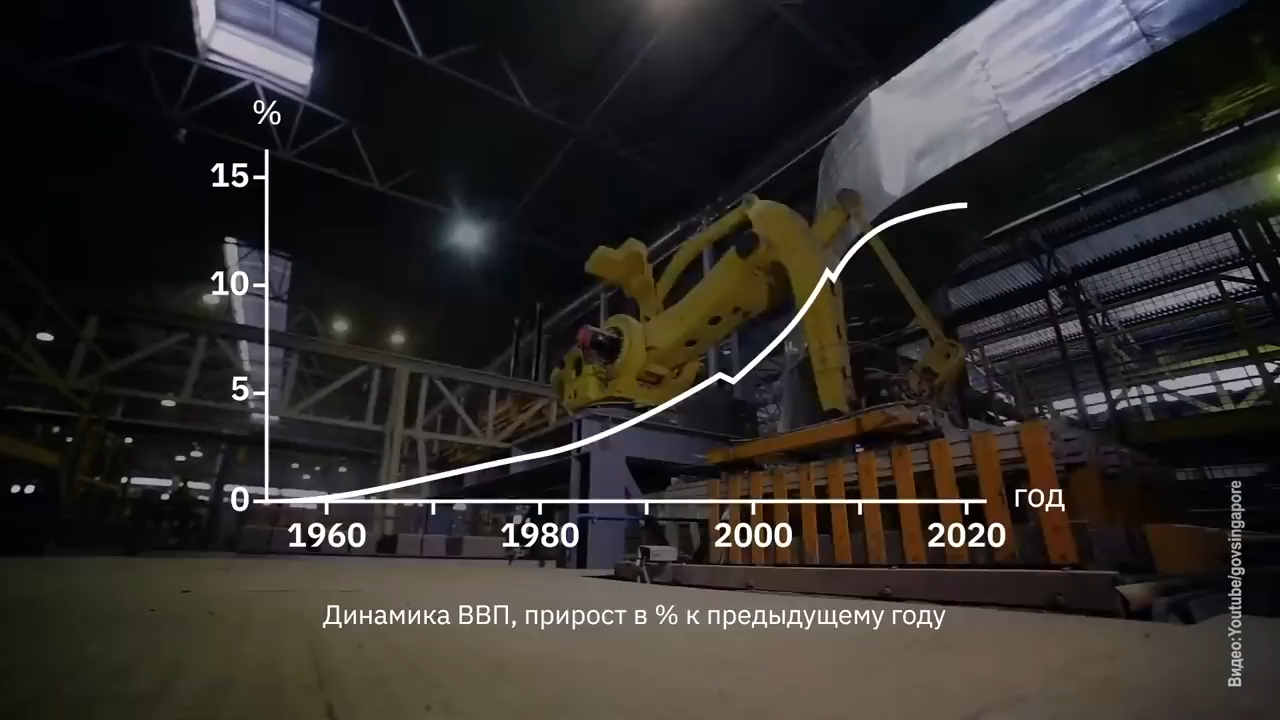 %
15
10
5
0
год
1960 1980 2000 2020
Динамика ВВП, прирост в % к предыдущему году
Видео:Youtube/govsingapore